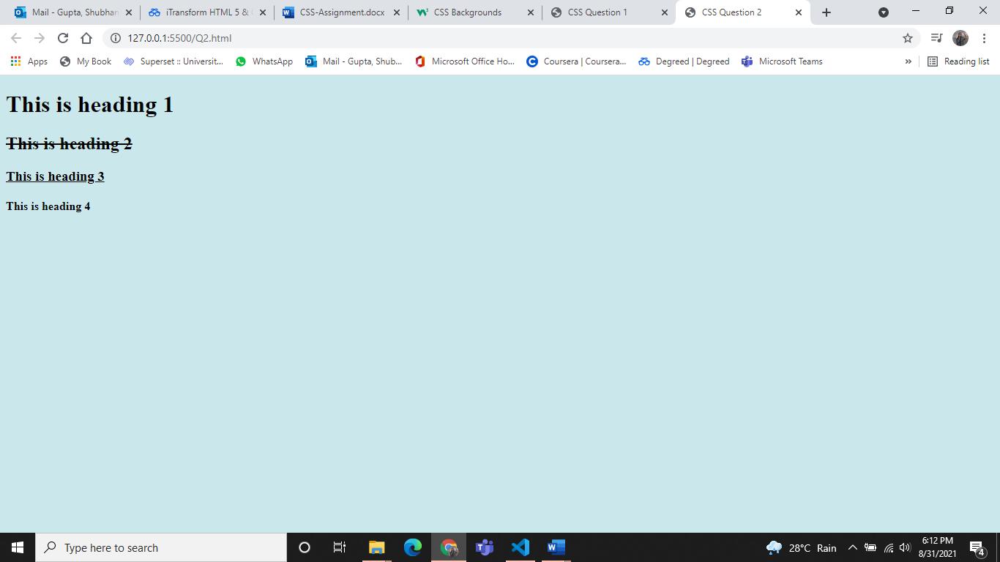 Mail - Gupta, Shubhan
iTransform HTML 5 &
CSS-Assignment.docx
CSS Backgrounds
CSS Question 1
CSS Question 2
127.0.0.1:5500/Q2.html
Apps
My Book
Superset :: Universit...
WhatsApp
Mail - Gupta, Shub...
Microsoft Office Ho...
Coursera | Coursera...
Degreed | Degreed
Microsoft Teams
»
Reading list
This is heading 1
This is heading 2
This is heading 3
This is heading 4
Type here to search
28°C Rain
6:12 PM
8/31/2021
4